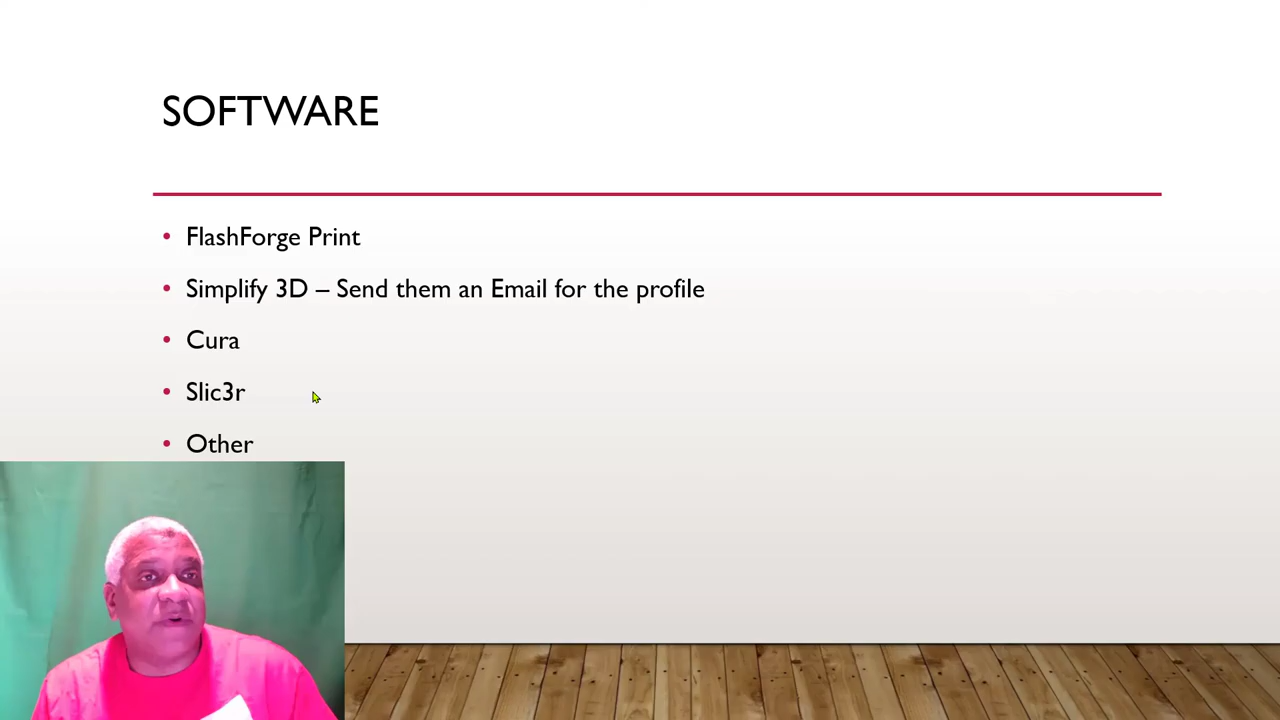 SOFTWARE
• FlashForge Print
• Simplify 3D – Send them an Email for the profile
• Cura
• Slic3r
• Other